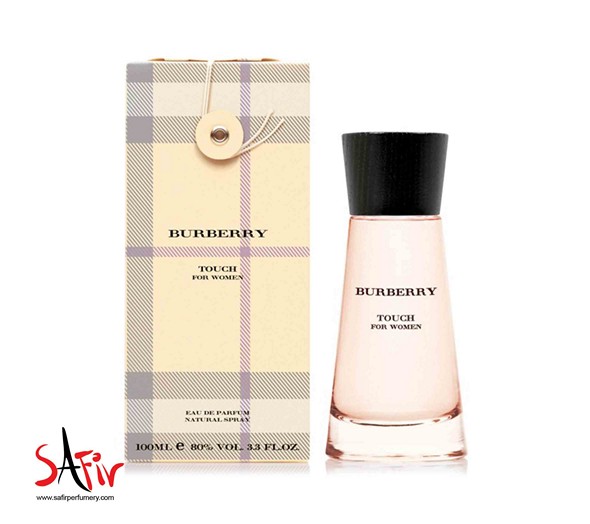 BURBERRY
TOUCH
FOR WOMEN
EAU DE PARFUM
NATURAL SPRAY
100ML e 80% VOL. 3.3 FL.OZ.
BURBERRY
TOUCH
FOR WOMEN
SAFir
www.safirperfumery.com